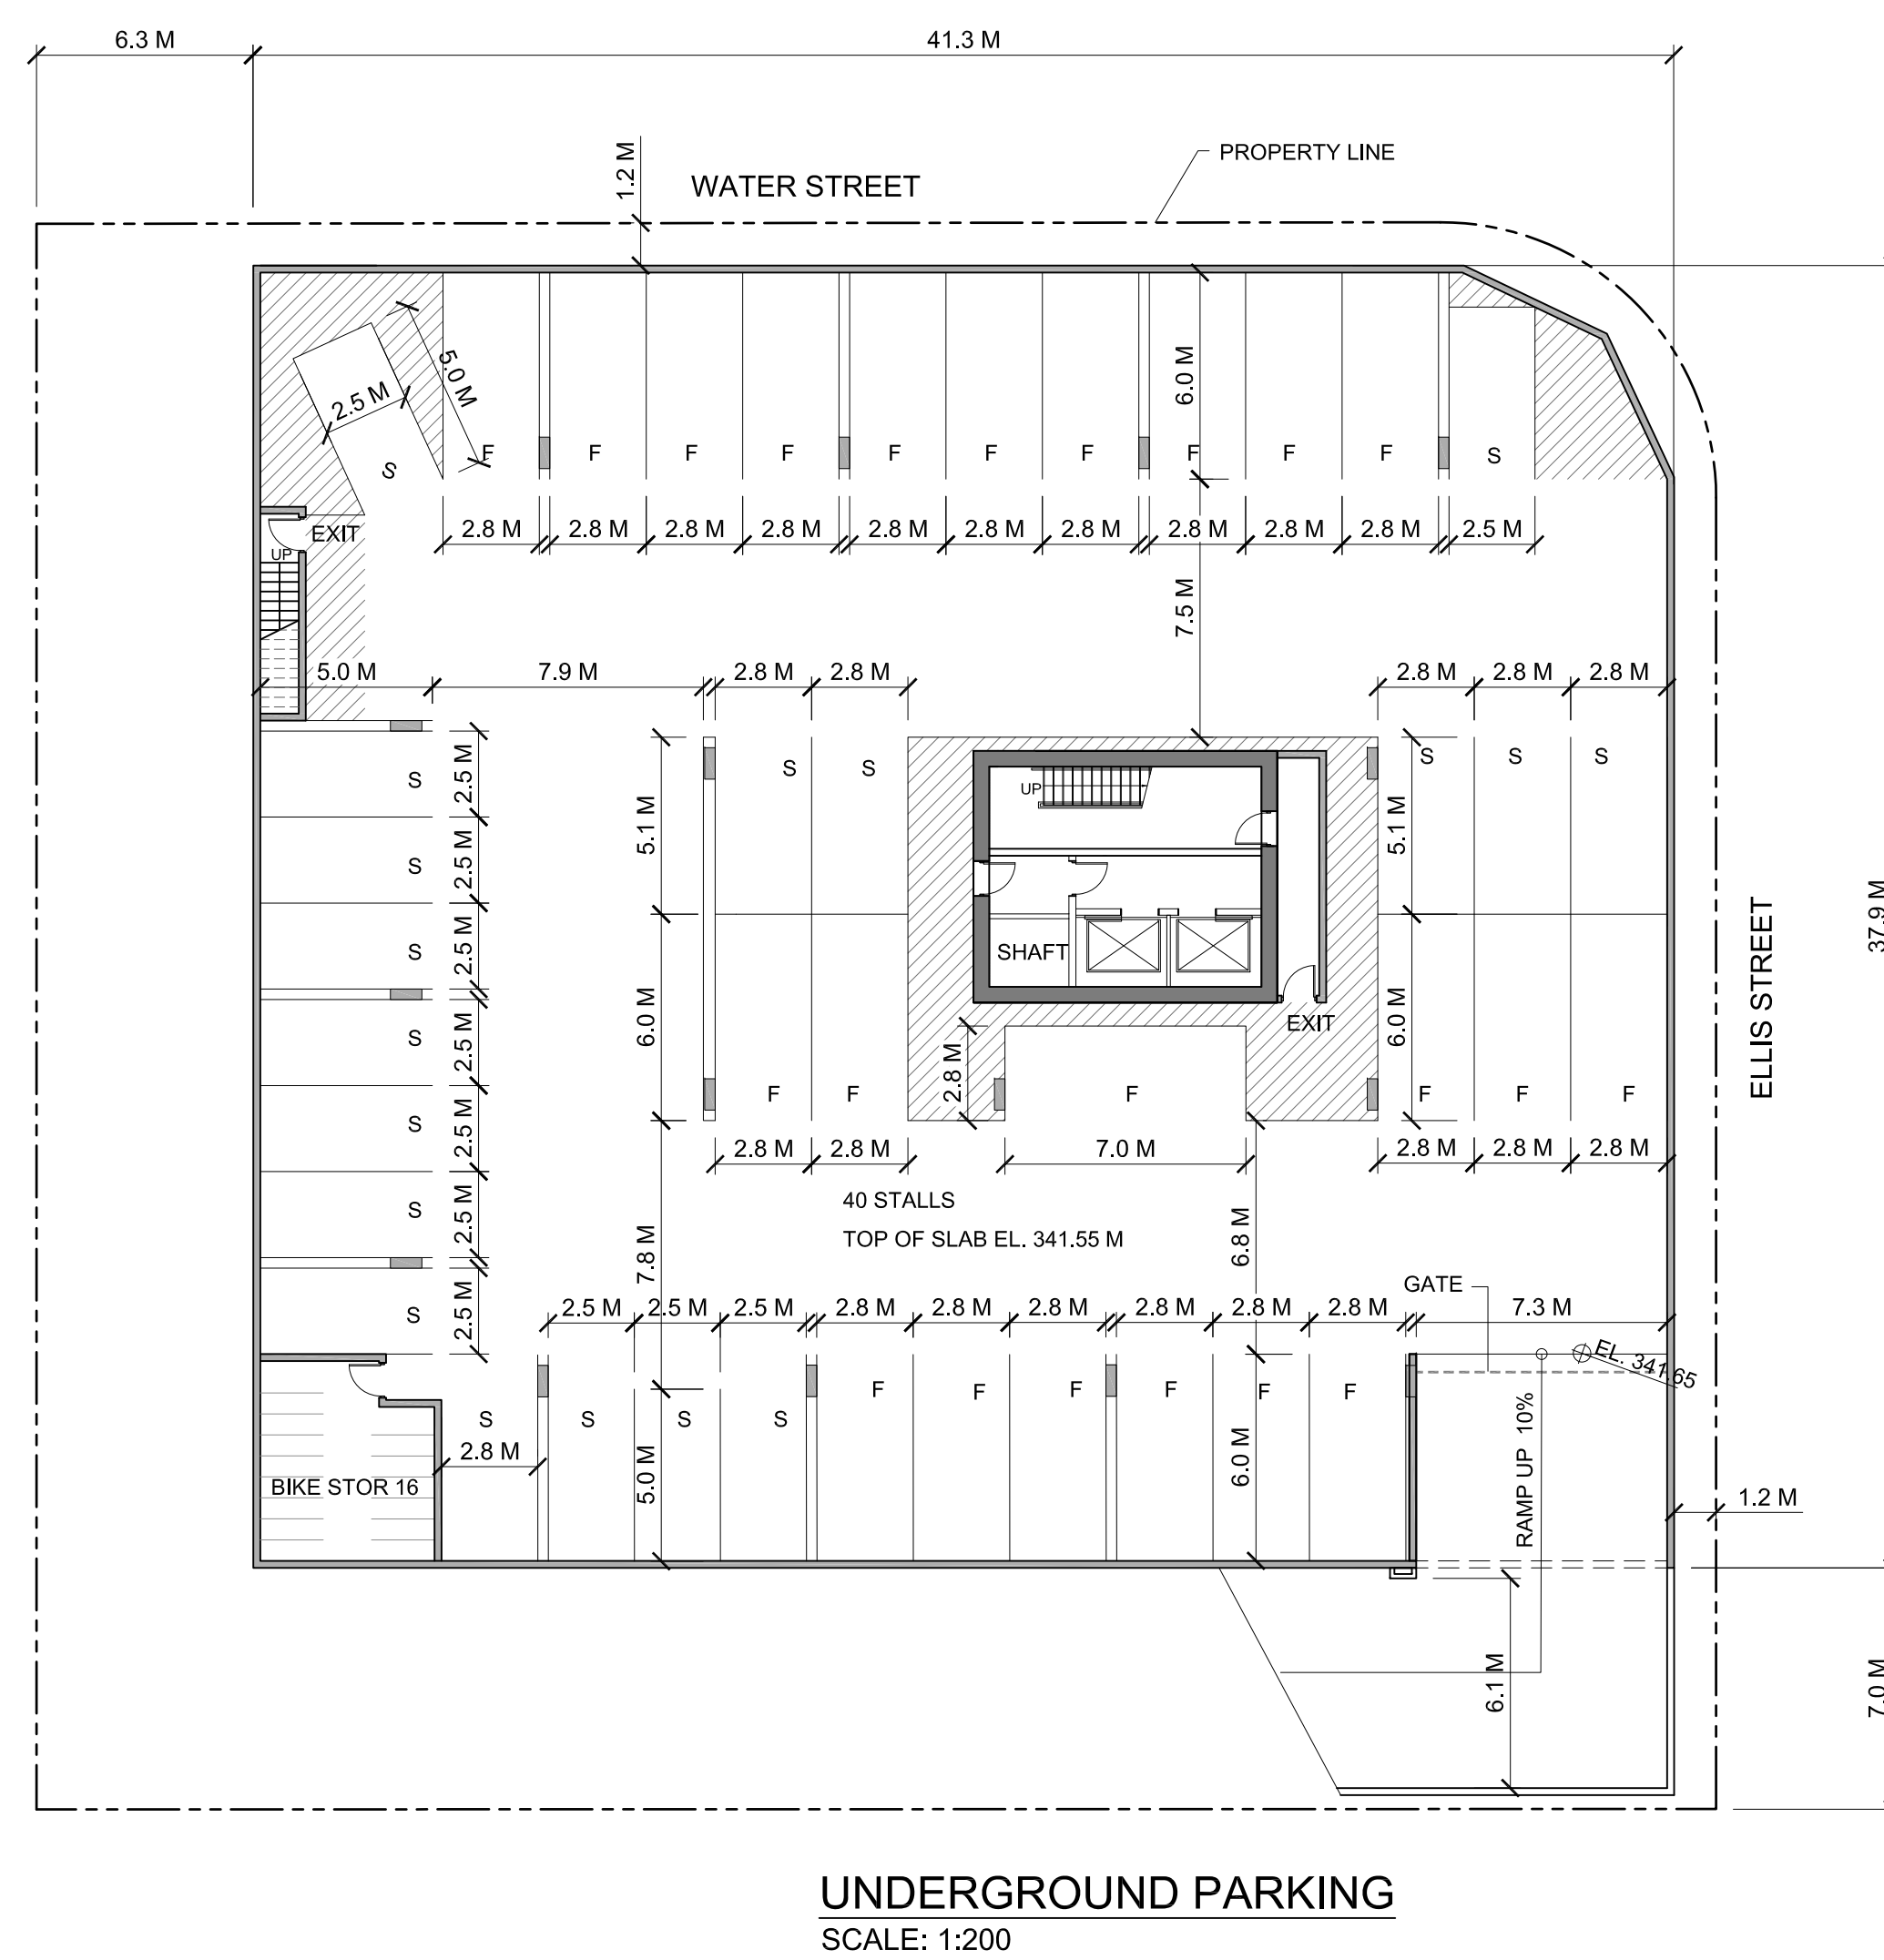 6.3 M
41.3 M
1.2 M
PROPERTY LINE
WATER STREET
5.0 M
2.5 M
6.0 M
F F F F F F F F F F S
S
EXIT
UP
2.8 M 2.8 M 2.8 M 2.8 M 2.8 M 2.8 M 2.8 M 2.8 M 2.8 M 2.8 M 2.5 M
7.5 M
5.0 M 7.9 M 2.8 M 2.8 M 2.8 M 2.8 M 2.8 M
S S S S S
S 2.5 M
UP
5.1 M 5.1 M
S 2.5 M
37.9 M
ELLIS STREET
S 2.5 M
SHAFT
6.0 M 6.0 M
EXIT
S 2.5 M
2.8 M
F F F F F F
S 2.5 M
2.8 M 2.8 M 7.0 M 2.8 M 2.8 M 2.8 M
40 STALLS
S 2.5 M
TOP OF SLAB EL. 341.55 M
7.8 M 6.8 M
GATE
S 2.5 M
2.5 M 2.5 M 2.5 M 2.8 M 2.8 M 2.8 M 2.8 M 2.8 M 2.8 M 7.3 M
EL. 341.65
F F F F F F
S S S S
2.8 M
5.0 M 6.0 M
RAMP UP 10%
BIKE STOR 16
1.2 M
6.1 M
7.0 M
UNDERGROUND PARKING
SCALE: 1:200